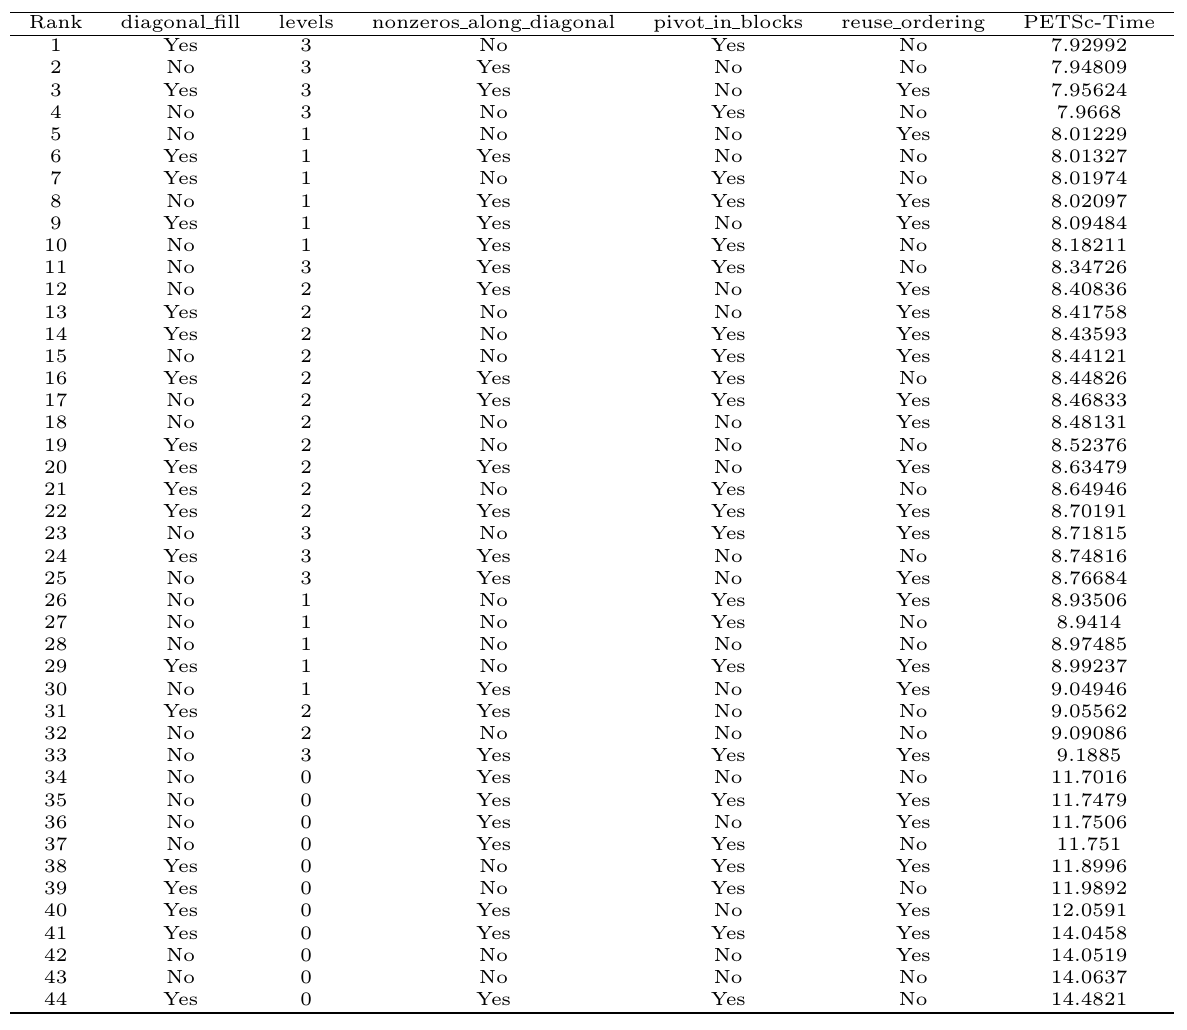 Rank diagonal_fill levels nonzeros_along_diagonal pivot_in_blocks reuse_ordering PETSc-Time
1 Yes 3 No Yes No 7.92992
2 No 3 Yes No No 7.94809
3 Yes 3 Yes No Yes 7.95624
4 No 3 No Yes No 7.9668
5 No 1 No No Yes 8.01229
6 Yes 1 Yes No No 8.01327
7 Yes 1 No Yes No 8.01974
8 No 1 Yes Yes Yes 8.02097
9 Yes 1 Yes No Yes 8.09484
10 No 1 Yes Yes No 8.18211
11 No 3 Yes Yes No 8.34726
12 No 2 Yes No Yes 8.40836
13 Yes 2 No No Yes 8.41758
14 Yes 2 No Yes Yes 8.43593
15 No 2 No Yes Yes 8.44121
16 Yes 2 Yes Yes No 8.44826
17 No 2 Yes Yes Yes 8.46833
18 No 2 No No Yes 8.48131
19 Yes 2 No No No 8.52376
20 Yes 2 Yes No Yes 8.63479
21 Yes 2 No Yes No 8.64946
22 Yes 2 Yes Yes Yes 8.70191
23 No 3 No Yes Yes 8.71815
24 Yes 3 Yes No No 8.74816
25 No 3 Yes No Yes 8.76684
26 No 1 No Yes Yes 8.93506
27 No 1 No Yes No 8.9414
28 No 1 No No No 8.97485
29 Yes 1 No Yes Yes 8.99237
30 No 1 Yes No Yes 9.04946
31 Yes 2 Yes No No 9.05562
32 No 2 No No No 9.09086
33 No 3 Yes Yes Yes 9.1885
34 No 0 Yes No No 11.7016
35 No 0 Yes Yes Yes 11.7479
36 No 0 Yes No Yes 11.7506
37 No 0 Yes Yes No 11.751
38 Yes 0 No Yes Yes 11.8996
39 Yes 0 No Yes No 11.9892
40 Yes 0 Yes No Yes 12.0591
41 Yes 0 Yes Yes Yes 14.0458
42 No 0 No No Yes 14.0519
43 No 0 No No No 14.0637
44 Yes 0 Yes Yes No 14.4821